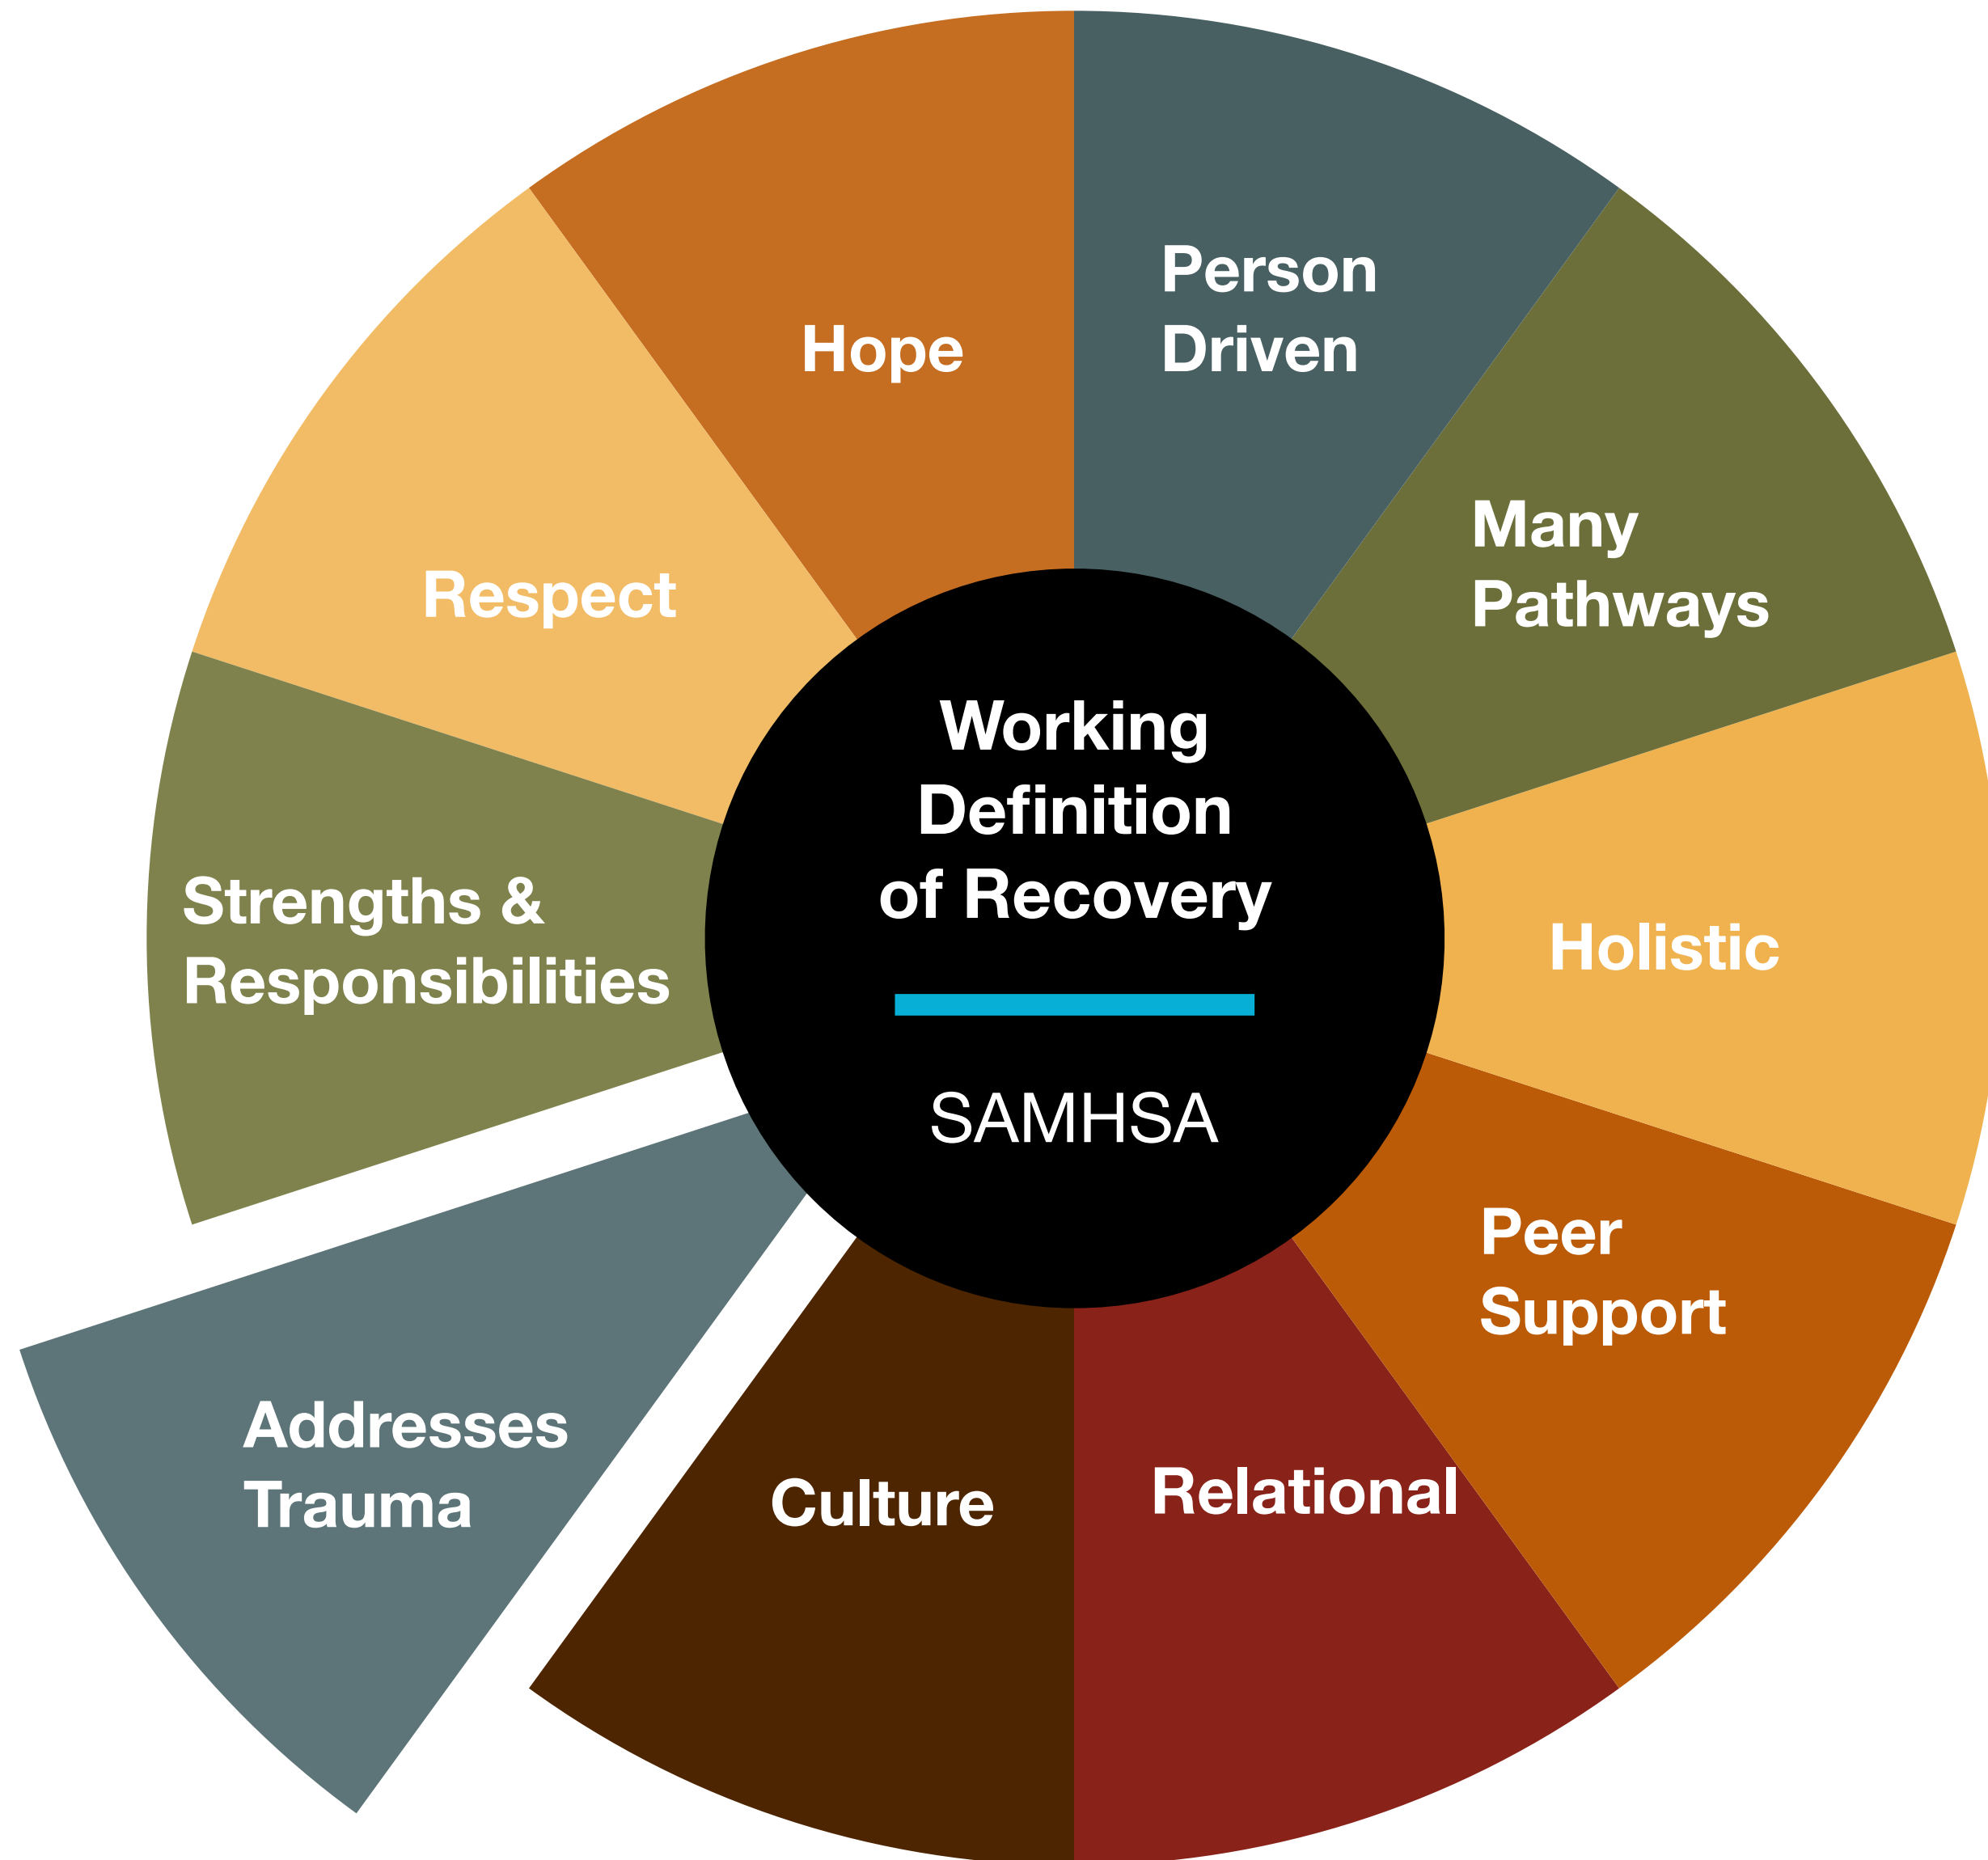 Hope
Person
Driven
Many
Pathways
Holistic
Peer
Support
Relational
Culture
Addresses
Trauma
Strengths &
Responsibilities
Respect
Working
Definition
of Recovery
SAMHSA